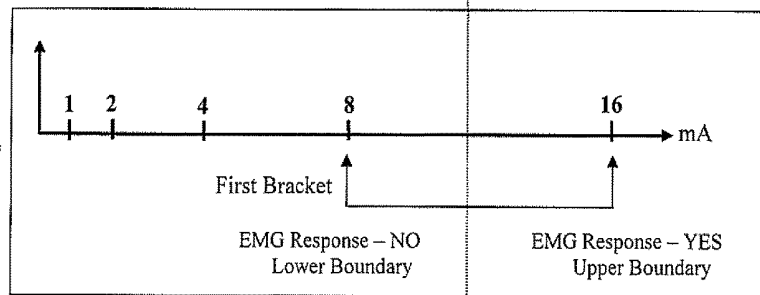 1 2 4 8 16
mA
First Bracket
EMG Response – NO
Lower Boundary
EMG Response – YES
Upper Boundary